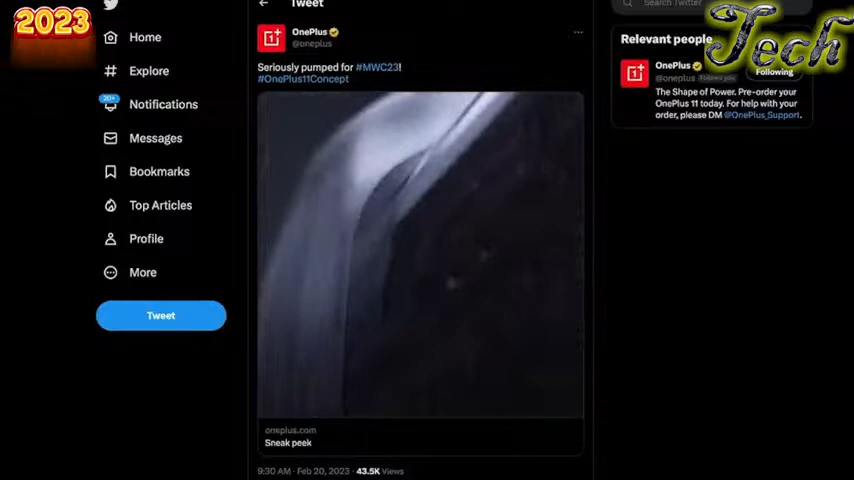 2023
Tech
Home
Explore
20+
Notifications
Messages
Bookmarks
Top Articles
Profile
More
Tweet
Tweet
OnePlus
@oneplus
Seriously pumped for #MWC23!
#OnePlus11Concept
oneplus.com
Sneak peek
9:30 AM · Feb 20, 2023 · 43.5K Views
Search Twitter
Relevant people
OnePlus
@oneplus Follows you
Following
The Shape of Power. Pre-order your
OnePlus 11 today. For help with your
order, please DM @OnePlus_Support.